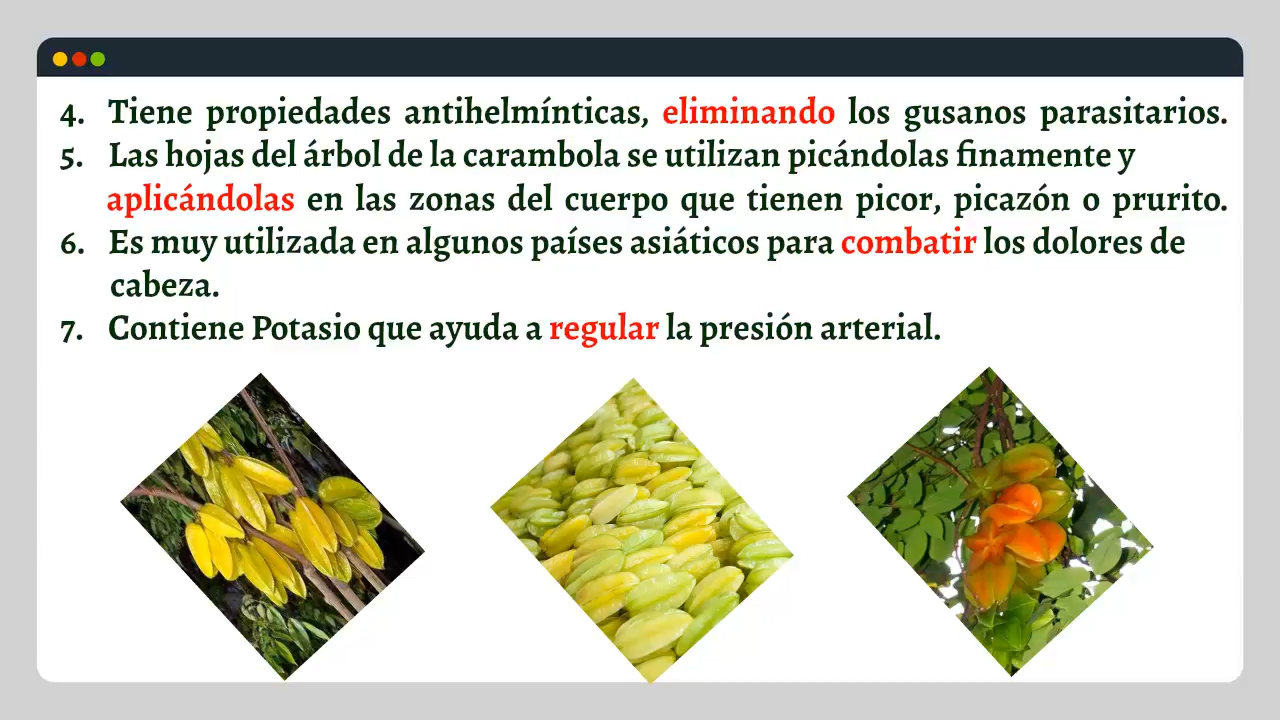 4. Tiene propiedades antihelmínticas, eliminando los gusanos parasitarios.
5. Las hojas del árbol de la carambola se utilizan picándolas finamente y
aplicándolas en las zonas del cuerpo que tienen picor, picazón o prurito.
6. Es muy utilizada en algunos países asiáticos para combatir los dolores de
cabeza.
7. Contiene Potasio que ayuda a regular la presión arterial.